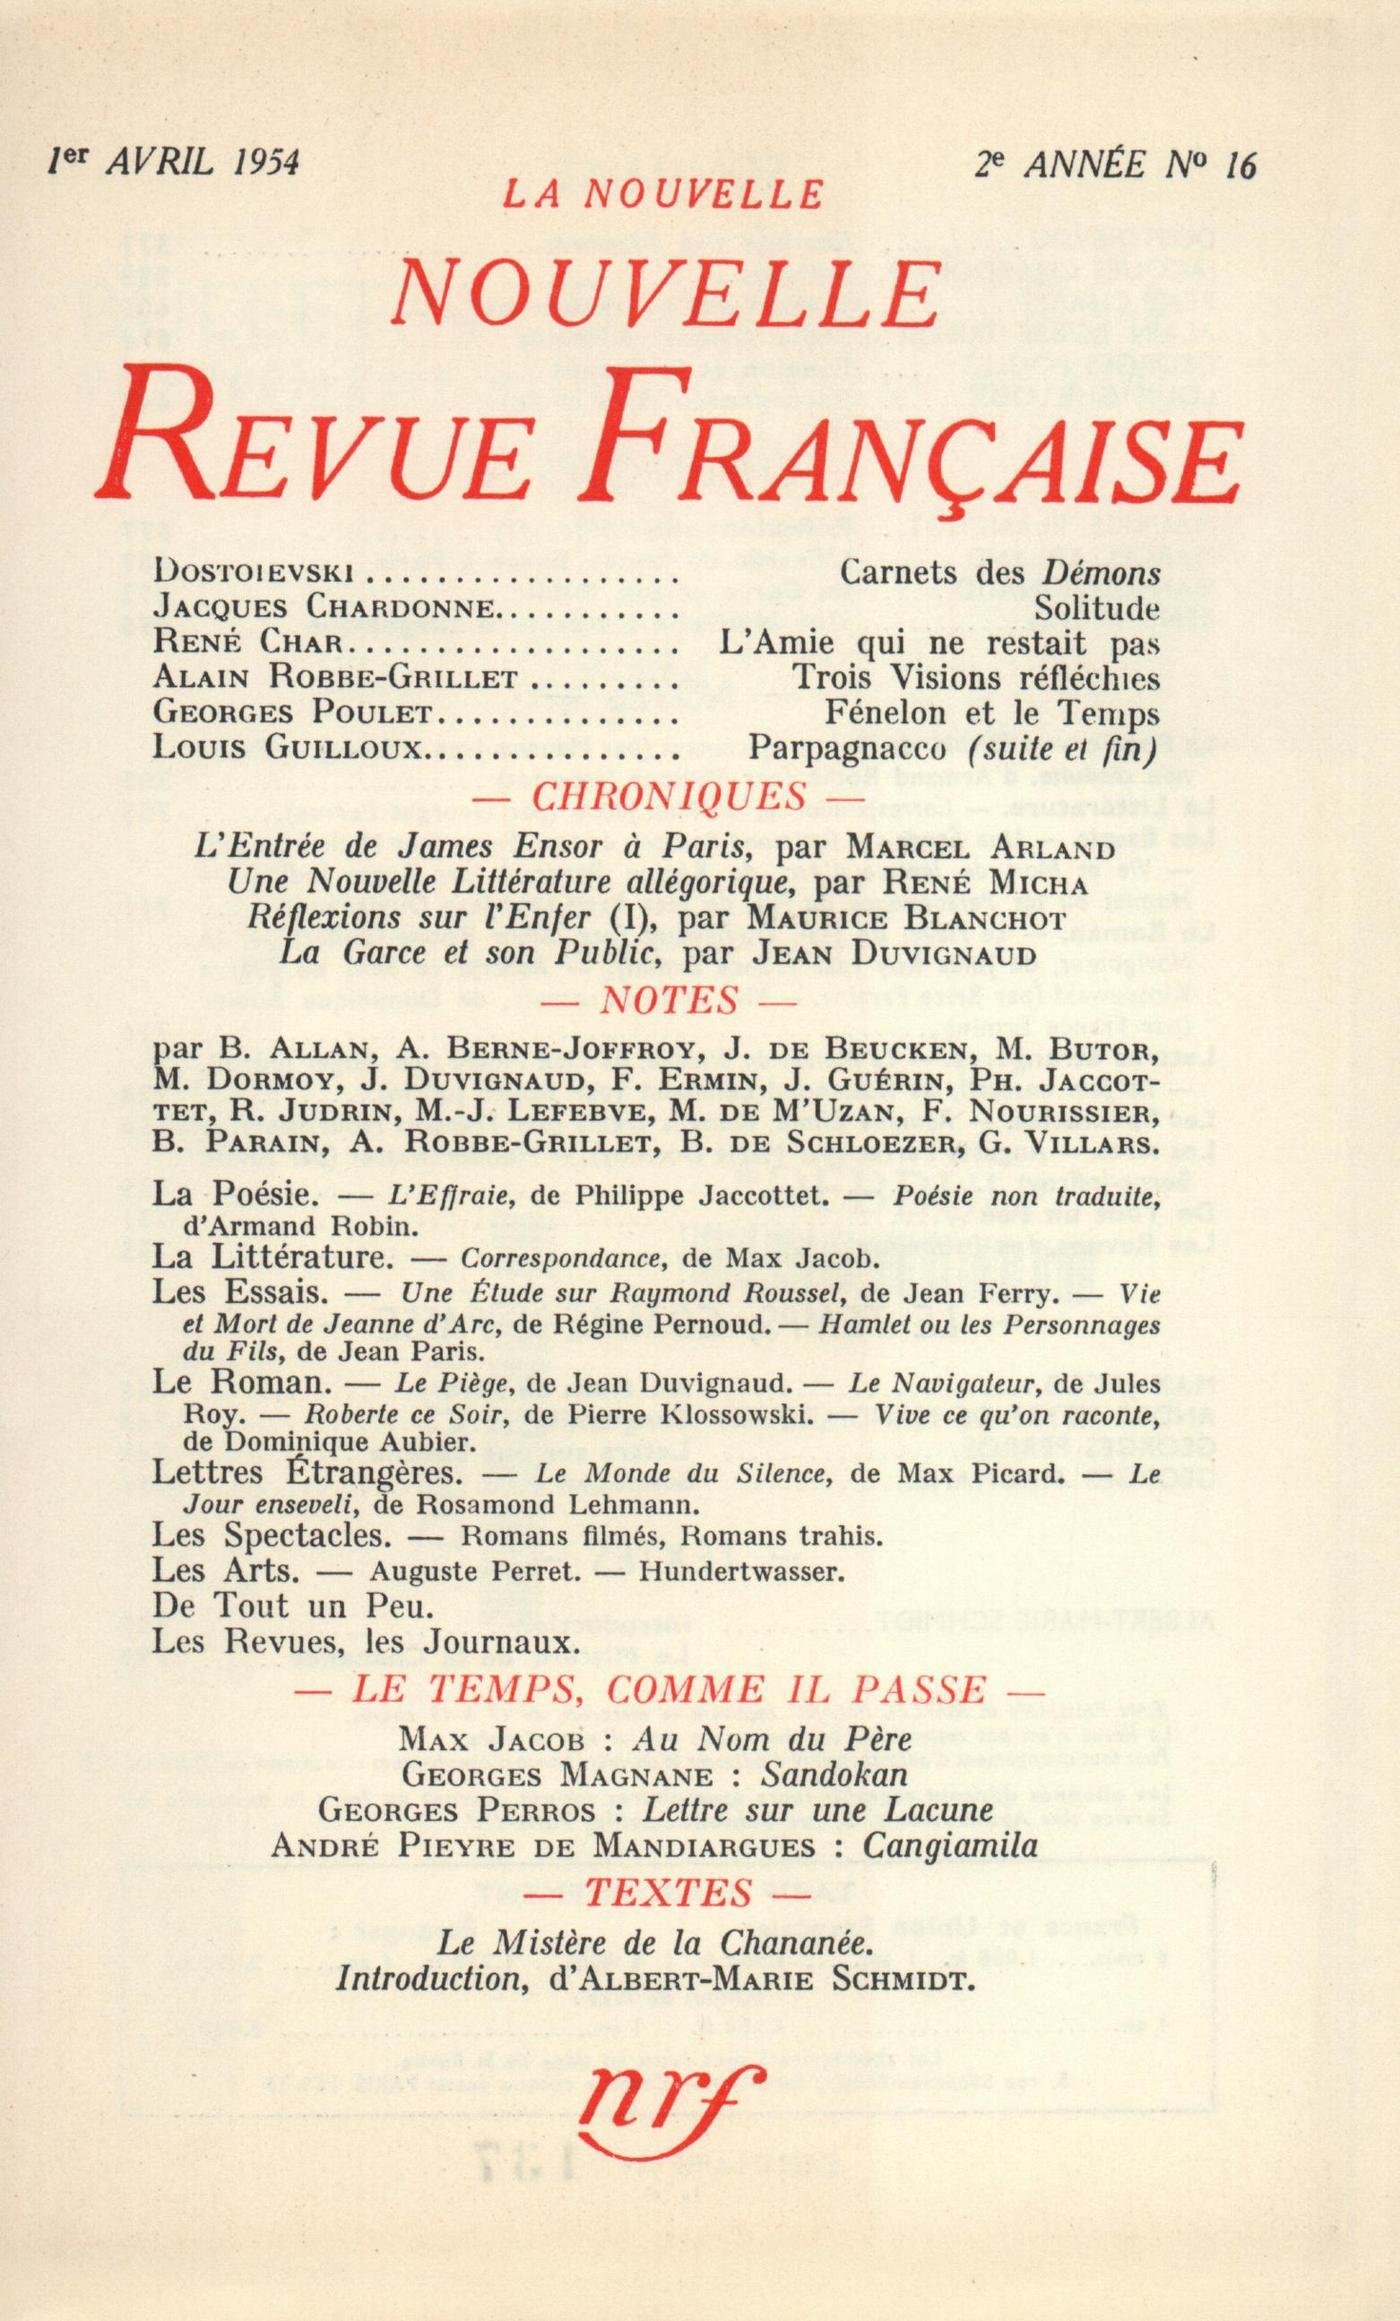 1er AVRIL 1954
2e ANNÉE No 16
LA NOUVELLE
NOUVELLE
REVUE FRANÇAISE
DOSTOIEVSKI .................. Carnets des Démons
JACQUES CHARDONNE........... Solitude
RENÉ CHAR................... L'Amie qui ne restait pas
ALAIN ROBBE-GRILLET ......... Trois Visions réfléchies
GEORGES POULET.............. Fénelon et le Temps
LOUIS GUILLOUX............... Parpagnacco (suite et fin)
— CHRONIQUES —
L'Entrée de James Ensor à Paris, par MARCEL ARLAND
Une Nouvelle Littérature allégorique, par RENÉ MICHA
Réflexions sur l'Enfer (I), par MAURICE BLANCHOT
La Garce et son Public, par JEAN DUVIGNAUD
— NOTES —
par B. ALLAN, A. BERNE-JOFFROY, J. DE BEUCKEN, M. BUTOR,
M. DORMOY, J. DUVIGNAUD, F. ERMIN, J. GUÉRIN, PH. JACCOT-
TET, R. JUDRIN, M.-J. LEFEBVE, M. DE M'UZAN, F. NOURISSIER,
B. PARAIN, A. ROBBE-GRILLET, B. DE SCHLOEZER, G. VILLARS.
La Poésie. — L'Effraie, de Philippe Jaccottet. — Poésie non traduite,
d'Armand Robin.
La Littérature. — Correspondance, de Max Jacob.
Les Essais. — Une Étude sur Raymond Roussel, de Jean Ferry. — Vie
et Mort de Jeanne d'Arc, de Régine Pernoud. — Hamlet ou les Personnages
du Fils, de Jean Paris.
Le Roman. — Le Piège, de Jean Duvignaud. — Le Navigateur, de Jules
Roy. — Roberte ce Soir, de Pierre Klossowski. — Vive ce qu'on raconte,
de Dominique Aubier.
Lettres Étrangères. — Le Monde du Silence, de Max Picard. — Le
Jour enseveli, de Rosamond Lehmann.
Les Spectacles. — Romans filmés, Romans trahis.
Les Arts. — Auguste Perret. — Hundertwasser.
De Tout un Peu.
Les Revues, les Journaux.
— LE TEMPS, COMME IL PASSE —
MAX JACOB : Au Nom du Père
GEORGES MAGNANE : Sandokan
GEORGES PERROS : Lettre sur une Lacune
ANDRÉ PIEYRE DE MANDIARGUES : Cangiamila
— TEXTES —
Le Mistère de la Chananée.
Introduction, d'ALBERT-MARIE SCHMIDT.
nrf